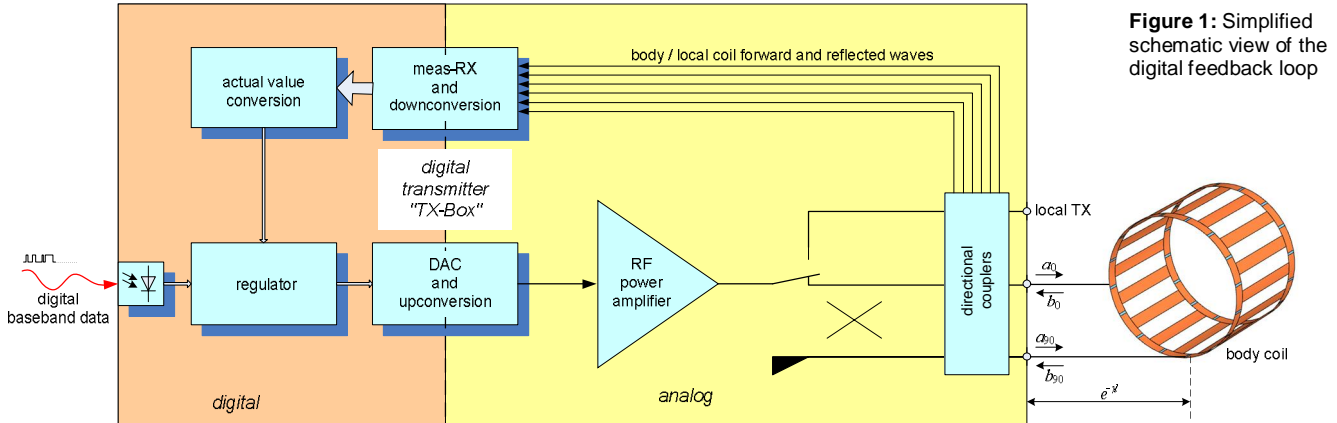 Figure 1: Simplified
schematic view of the
digital feedback loop
body / local coil forward and reflected waves
actual value
conversion
meas-RX
and
downconversion
digital
transmitter
"TX-Box"
local TX
digital
baseband data
regulator
DAC
and
upconversion
RF
power
amplifier
directional
couplers
a0
b0
a90
b90
body coil
digital
analog